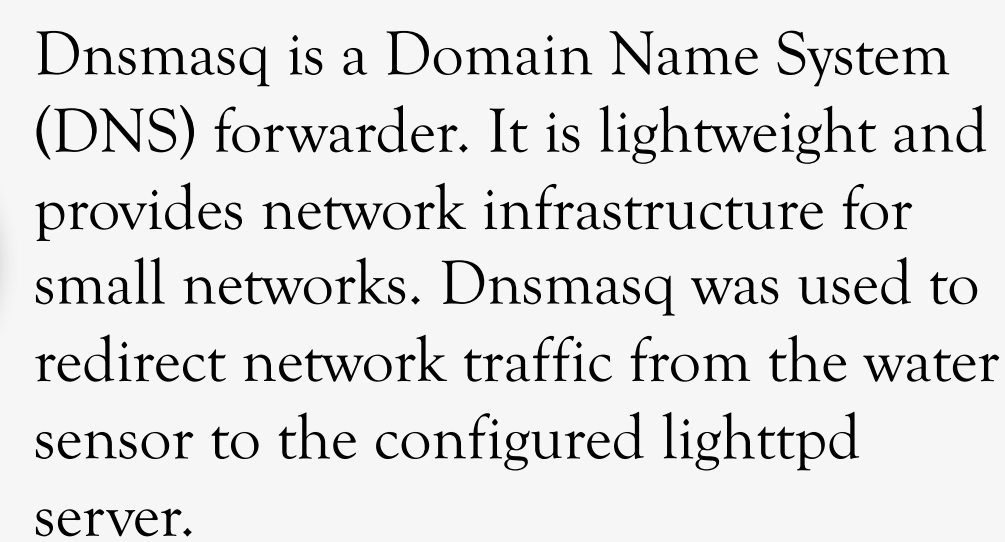 Dnsmasq is a Domain Name System
(DNS) forwarder. It is lightweight and
provides network infrastructure for
small networks. Dnsmasq was used to
redirect network traffic from the water
sensor to the configured lighttpd
server.